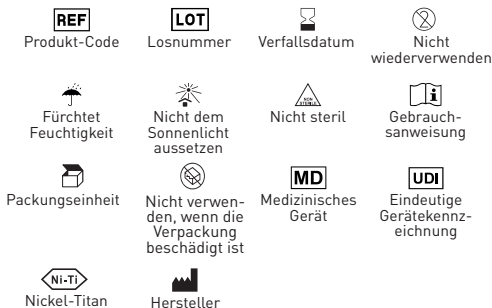 REF
LOT
2
Produkt-Code
Losnummer
Verfallsdatum
Nicht
wiederverwenden
NON
STERILE
i
Fürchtet
Feuchtigkeit
Nicht dem
Sonnenlicht
aussetzen
Nicht steril
Gebrauch-
sanweisung
MD
UDI
Packungseinheit
Nicht verwen-
den, wenn die
Verpackung
beschädigt ist
Medizinisches
Gerät
Eindeutige
Gerätekennz-
eichnung
Ni-Ti
Nickel-Titan
Hersteller